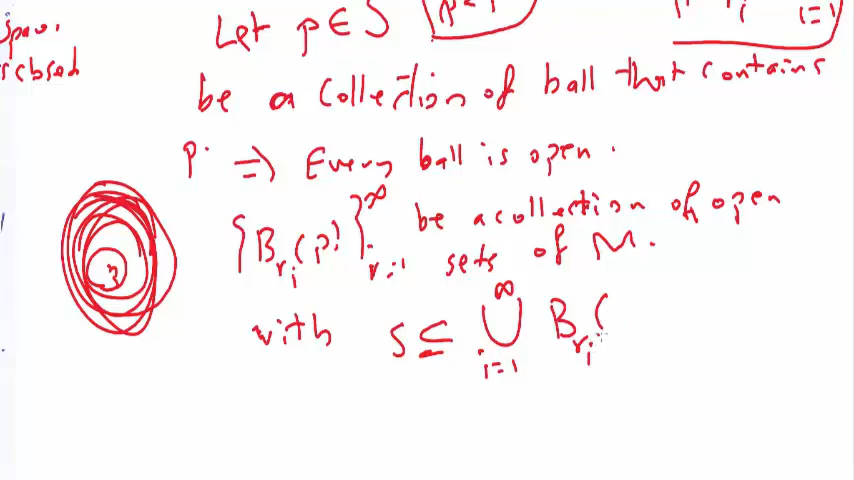 Let p ∈ S
be a collection of ball that contains
p. ⇒ Every ball is open.
{B_{r_i}(p)}^∞_{r_i=1} be a collection of open
sets of M.
with S ⊆ ⋃_{i=1}^∞ B_{r_i}(